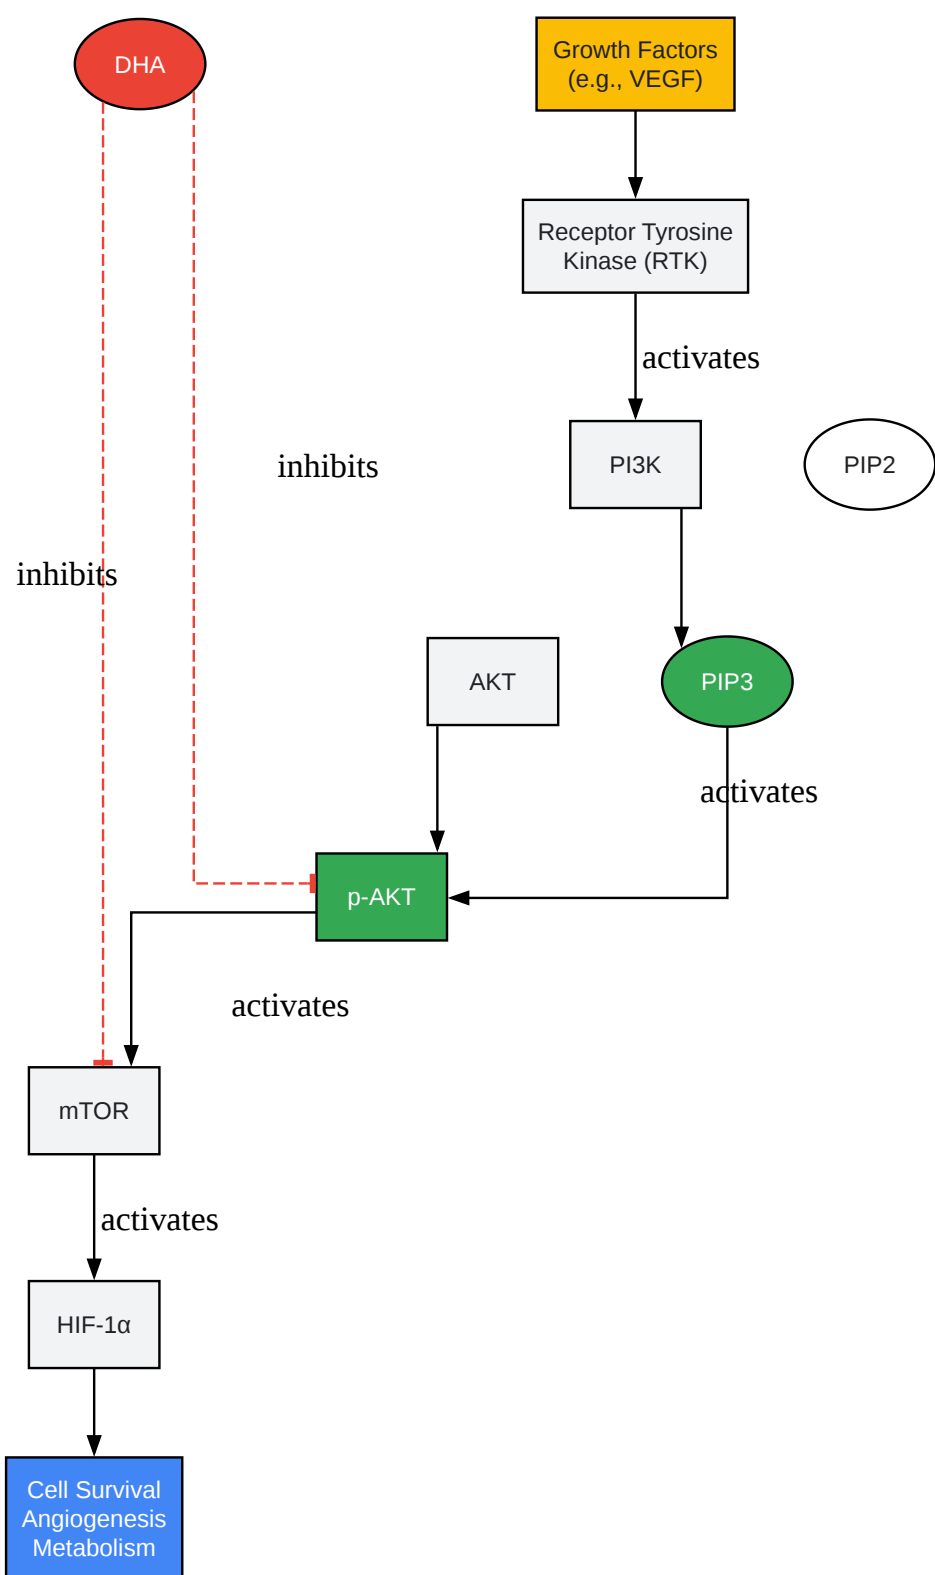 DHA
Growth Factors
(e.g., VEGF)
Receptor Tyrosine
Kinase (RTK)
activates
inhibits
PI3K
PIP2
inhibits
AKT
PIP3
activates
p-AKT
activates
mTOR
activates
HIF-1α
Cell Survival
Angiogenesis
Metabolism